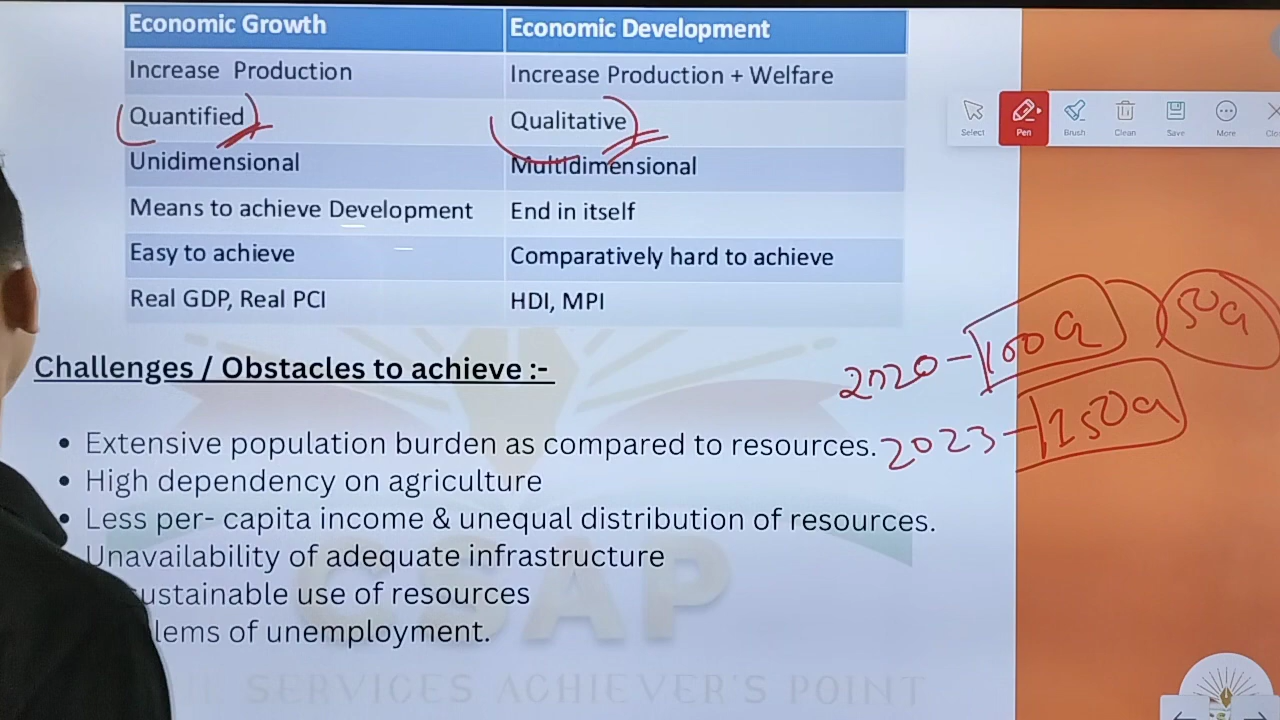 Economic Growth Economic Development
Increase Production Increase Production + Welfare
Quantified Qualitative
Unidimensional Multidimensional
Means to achieve Development End in itself
Easy to achieve Comparatively hard to achieve
Real GDP, Real PCI HDI, MPI
Select Pen Brush Clean Save More
Challenges / Obstacles to achieve :-
2020 -
2023 -
• Extensive population burden as compared to resources.
• High dependency on agriculture
• Less per- capita income & unequal distribution of resources.
Unavailability of adequate infrastructure
ustainable use of resources
lems of unemployment.
CSAP
SERVICES ACHIEVER'S POINT